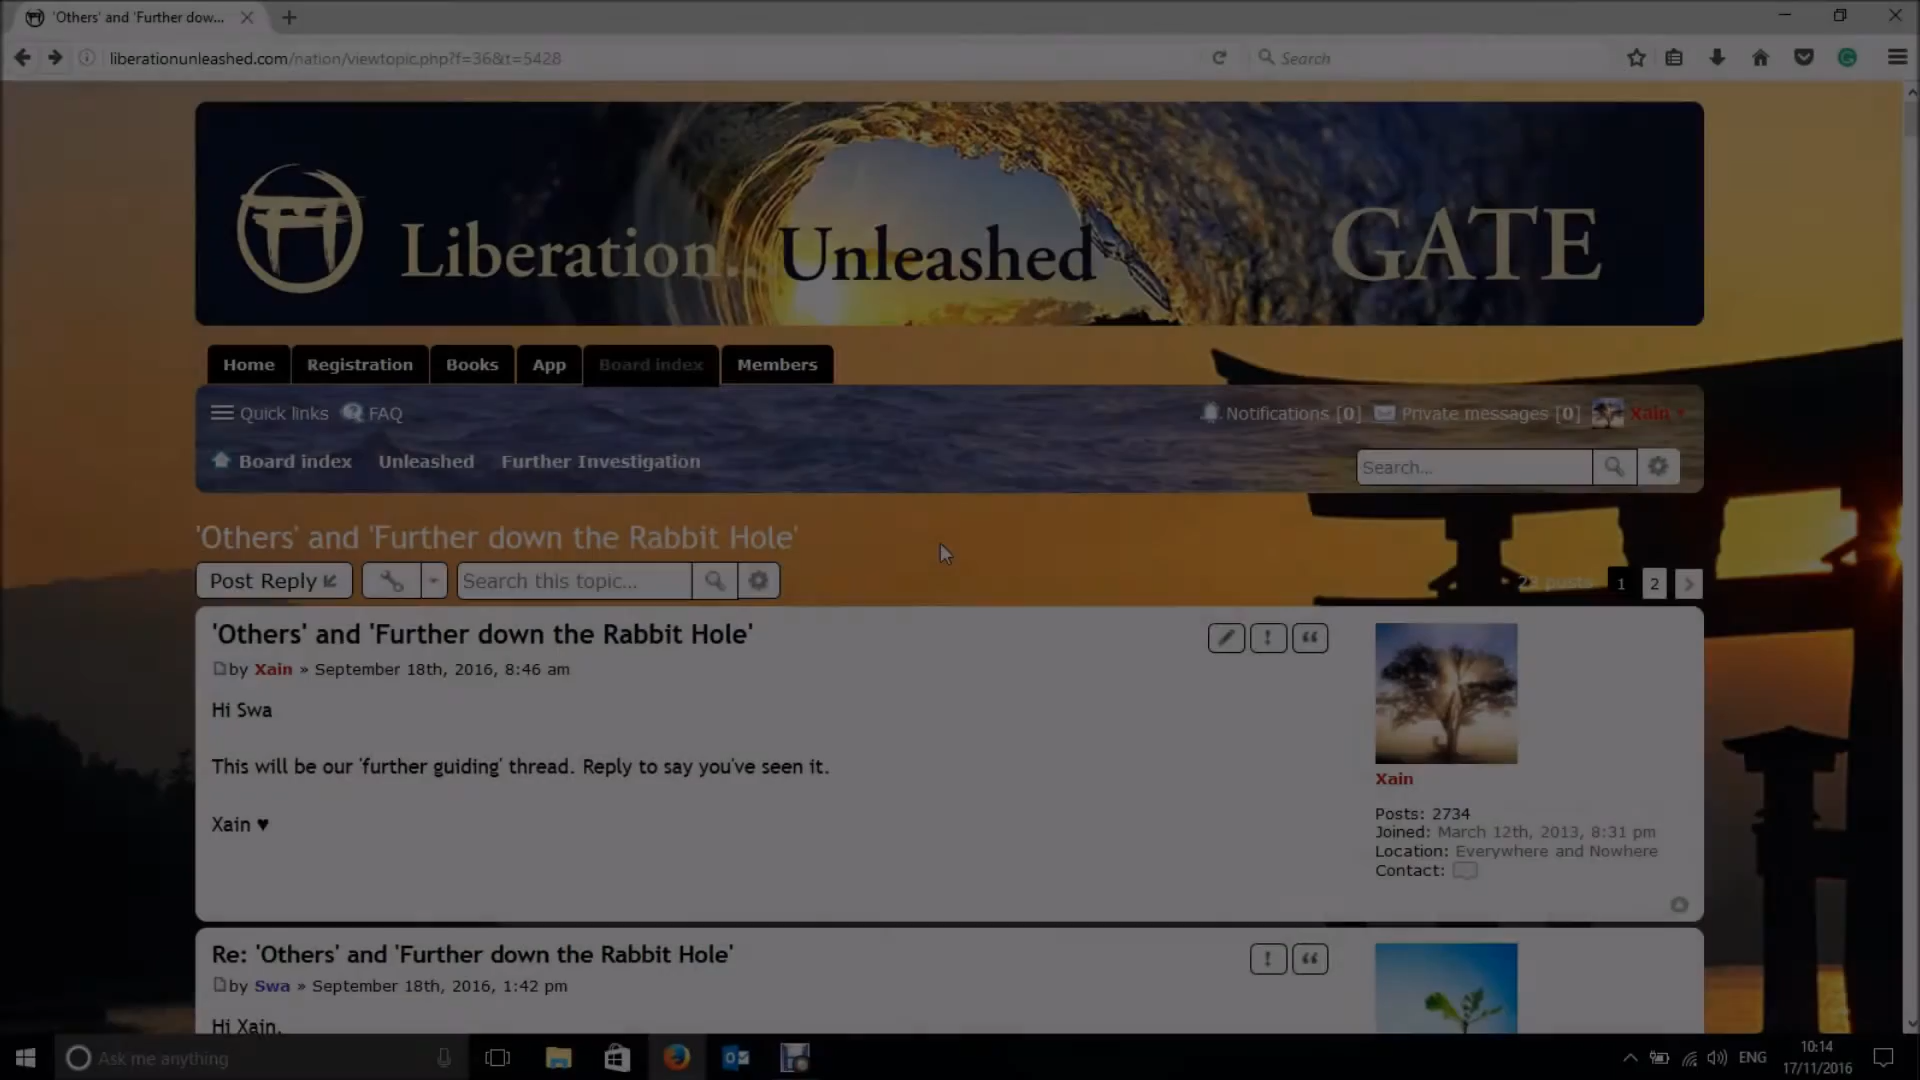 'Others' and 'Further dow...
liberationunleashed.com/nation/viewtopic.php?f=36&t=5428
Search
Liberation.. Unleashed GATE
Home Registration Books App Board index Members
Quick links FAQ Notifications [0] Private messages [0] Xain
Board index Unleashed Further Investigation Search...
'Others' and 'Further down the Rabbit Hole'
Post Reply Search this topic... 23 posts 1 2
'Others' and 'Further down the Rabbit Hole'
by Xain » September 18th, 2016, 8:46 am
Hi Swa
This will be our 'further guiding' thread. Reply to say you've seen it.
Xain ♥
Xain
Posts: 2734
Joined: March 12th, 2013, 8:31 pm
Location: Everywhere and Nowhere
Contact:
Re: 'Others' and 'Further down the Rabbit Hole'
by Swa » September 18th, 2016, 1:42 pm
Hi Xain,
Ask me anything
ENG
10:14
17/11/2016